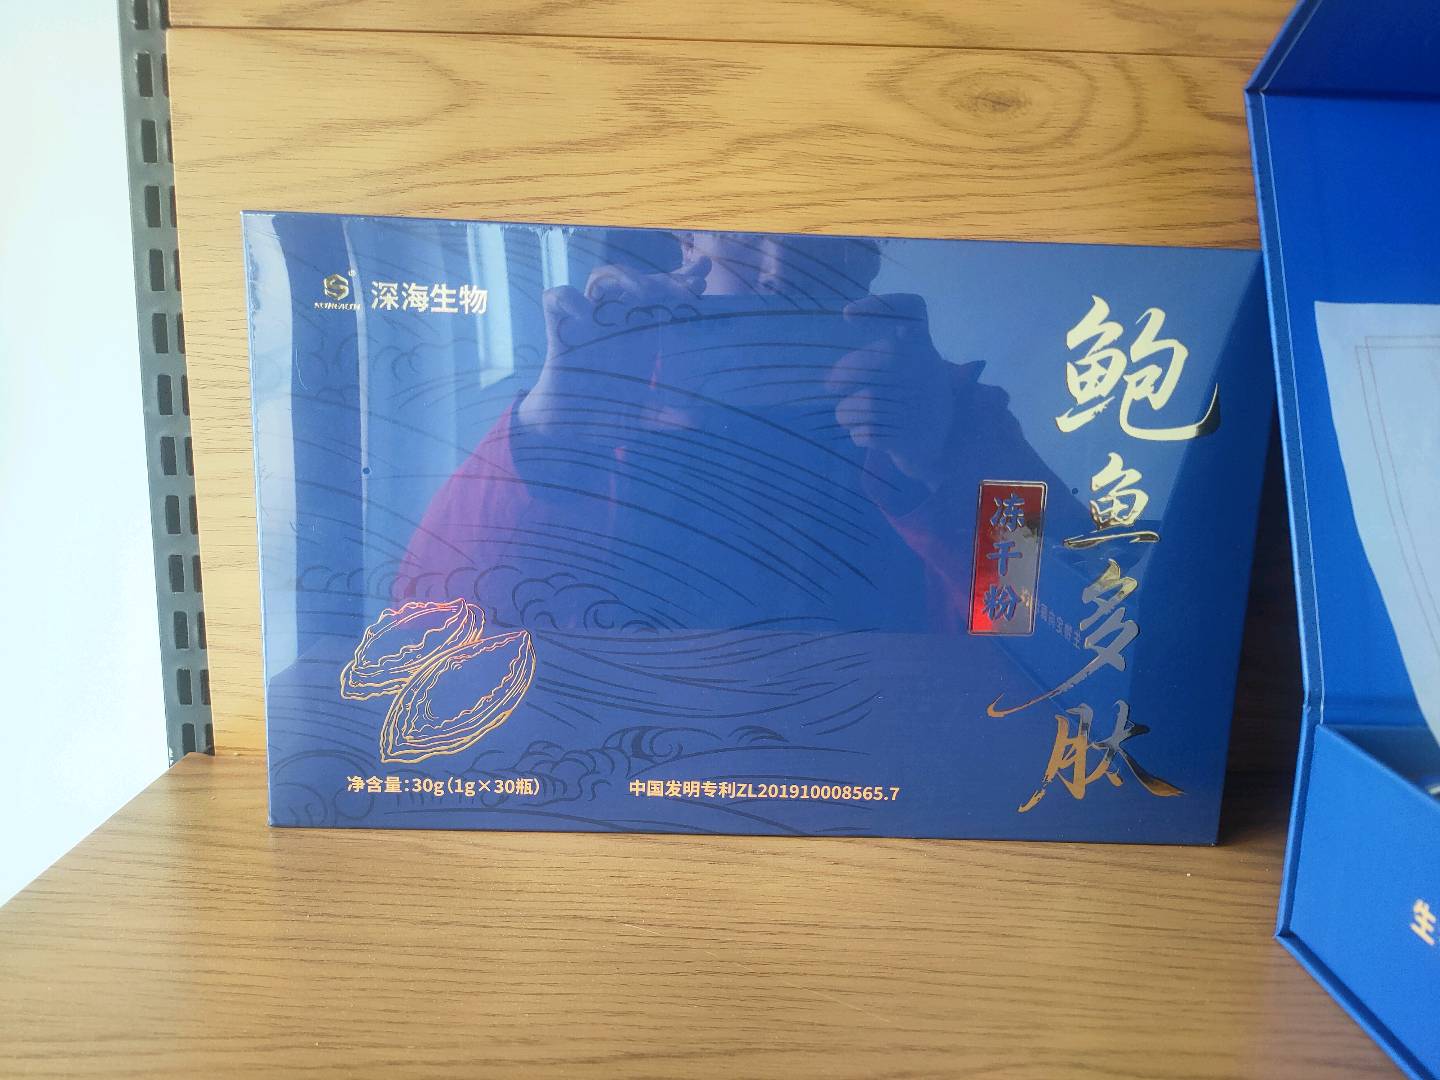 深海生物
鲍鱼多肽
冻干粉
净含量:30g(1g×30瓶)
中国发明专利ZL201910008565.7